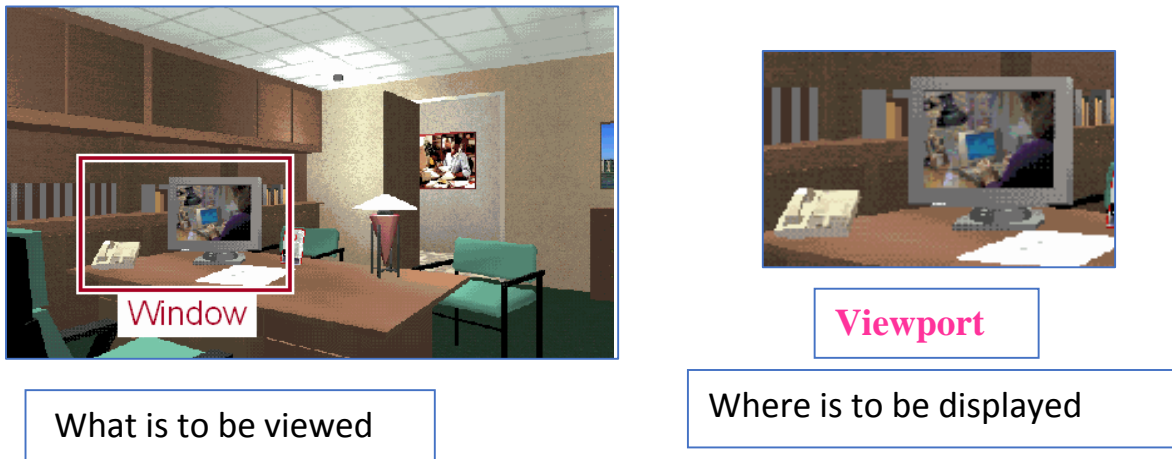 Window
Viewport
What is to be viewed
Where is to be displayed